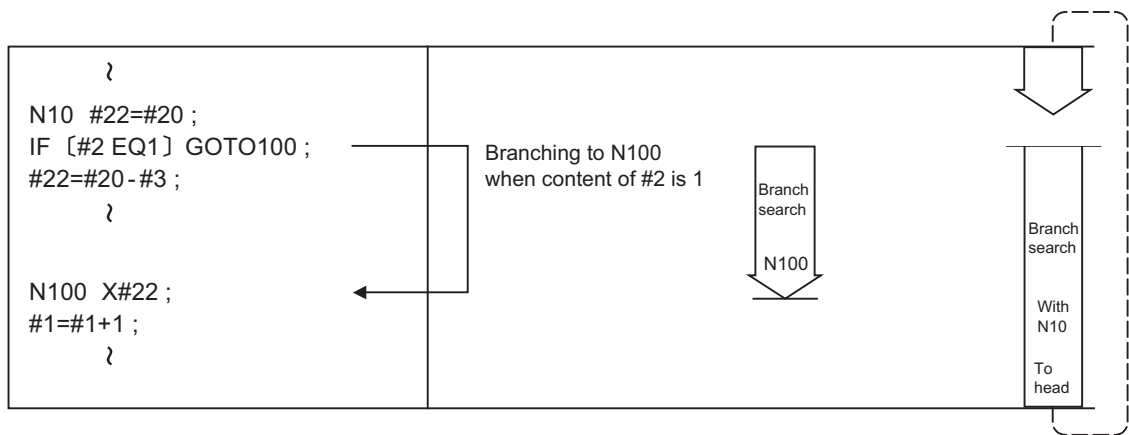 ≀
N10 #22=#20 ;
IF〔#2 EQ1〕GOTO100 ;
#22=#20-#3 ;
≀
N100 X#22 ;
#1=#1+1 ;
≀
Branching to N100
when content of #2 is 1
Branch
search
N100
Branch
search
With
N10
To
head